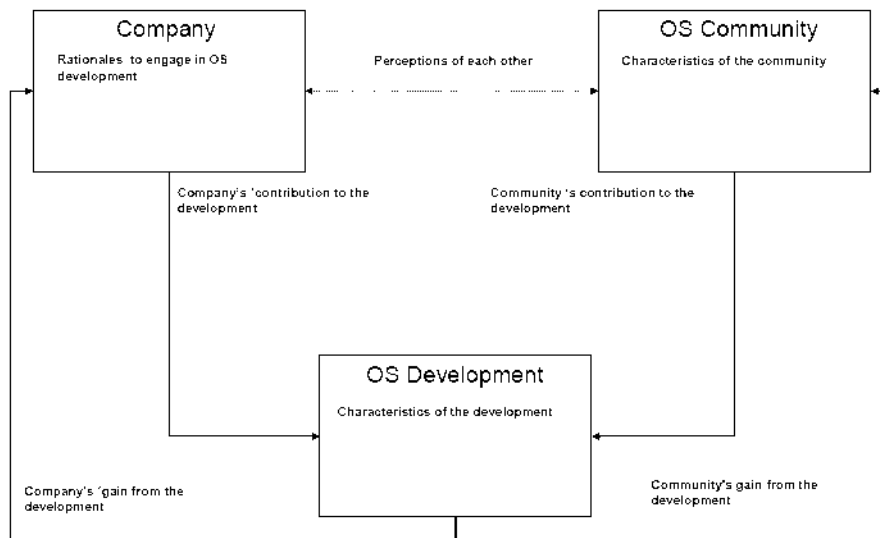 Company
Rationales to engage in OS
development
Perceptions of each other
OS Community
Characteristics of the community
Company's ´contribution to the
development
Community ´s contribution to the
development
OS Development
Characteristics of the development
Company's ´gain from the
development
Community's gain from the
development